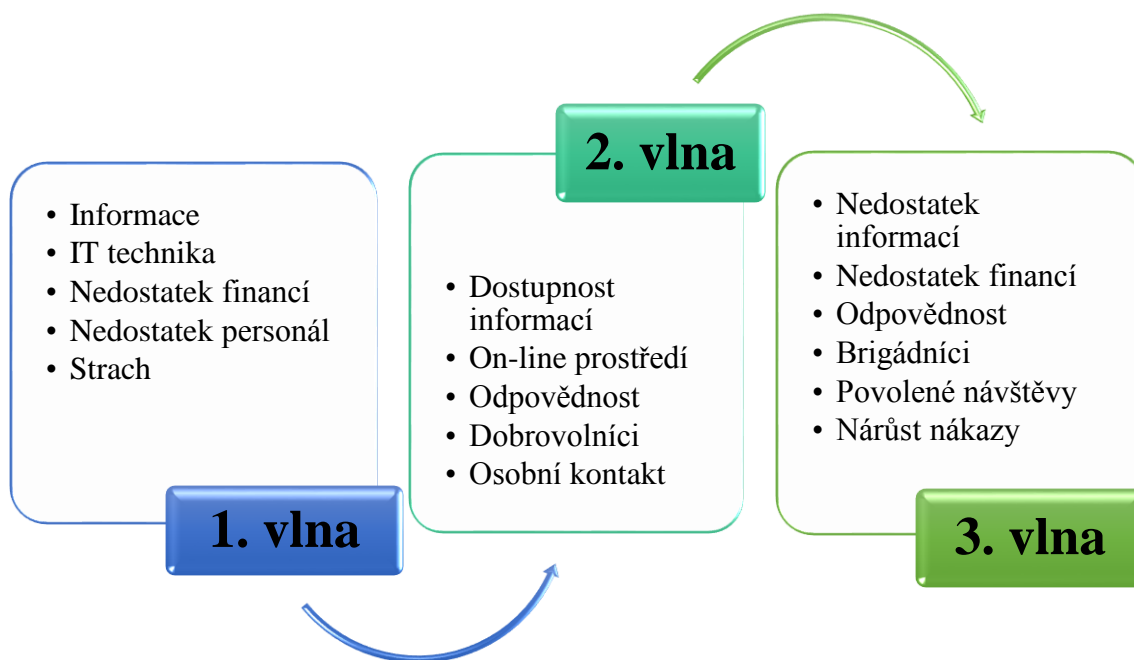 • Informace
• IT technika
• Nedostatek financí
• Nedostatek personál
• Strach
1. vlna
2. vlna
• Dostupnost
informací
• On-line prostředí
• Odpovědnost
• Dobrovolníci
• Osobní kontakt
• Nedostatek
informací
• Nedostatek financí
• Odpovědnost
• Brigádníci
• Povolené návštěvy
• Nárůst nákazy
3. vlna